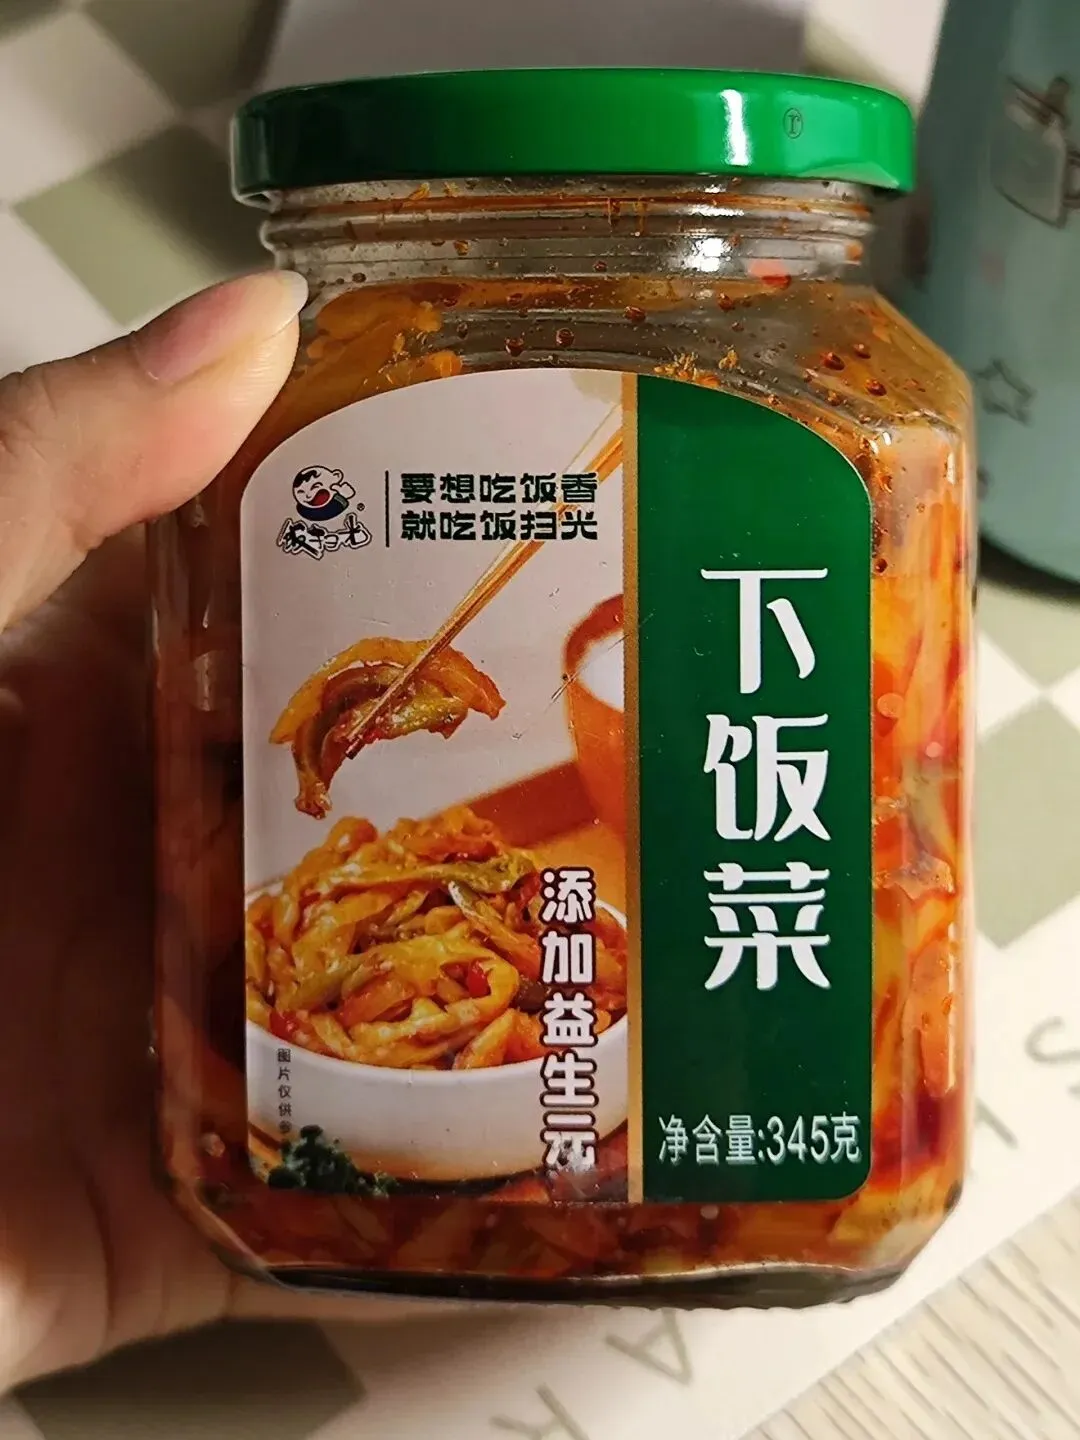 饭扫光
®
要想吃饭香
就吃饭扫光
下饭菜
添加益生元
图片仅供参
净含量:345克